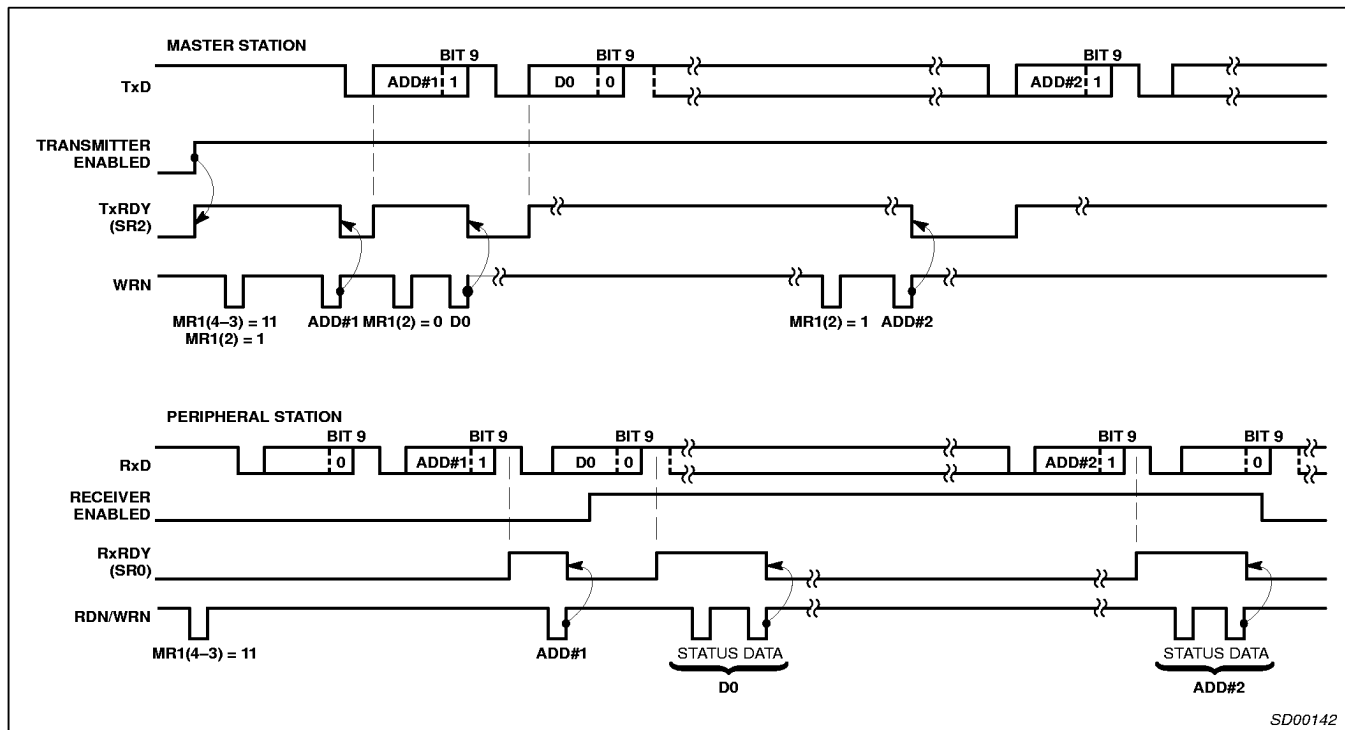 MASTER STATION
BIT 9 BIT 9 BIT 9
TxD ADD#1 1 D0 0 ADD#2 1
TRANSMITTER
ENABLED
TxRDY
(SR2)
WRN
MR1(4–3) = 11 ADD#1 MR1(2) = 0 D0 MR1(2) = 1 ADD#2
MR1(2) = 1
PERIPHERAL STATION
BIT 9 BIT 9 BIT 9 BIT 9 BIT 9
RxD 0 ADD#1 1 D0 0 ADD#2 1 0
RECEIVER
ENABLED
RxRDY
(SR0)
RDN/WRN
MR1(4–3) = 11 ADD#1 STATUS DATA STATUS DATA
D0 ADD#2
SD00142